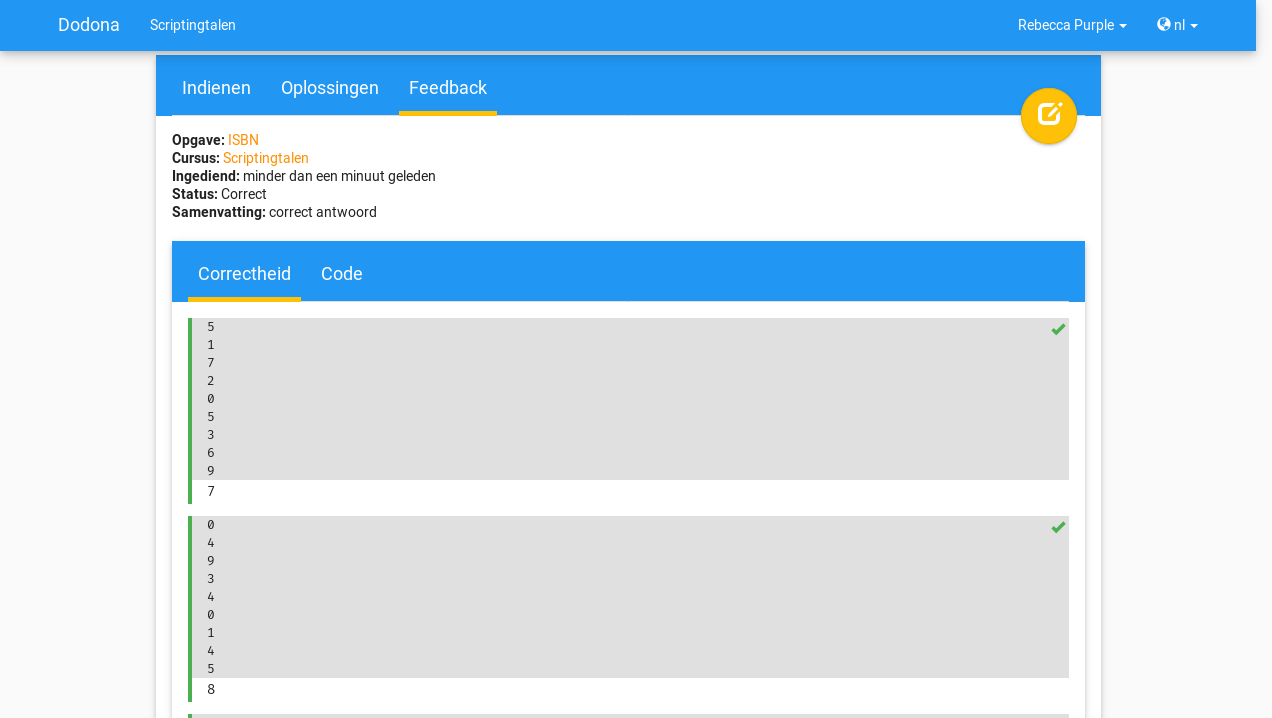 Dodona Scriptingtalen Rebecca Purple nl
Indienen Oplossingen Feedback
Opgave: ISBN
Cursus: Scriptingtalen
Ingediend: minder dan een minuut geleden
Status: Correct
Samenvatting: correct antwoord
Correctheid Code
5
1
7
2
0
5
3
6
9
7
0
4
9
3
4
0
1
4
5
8